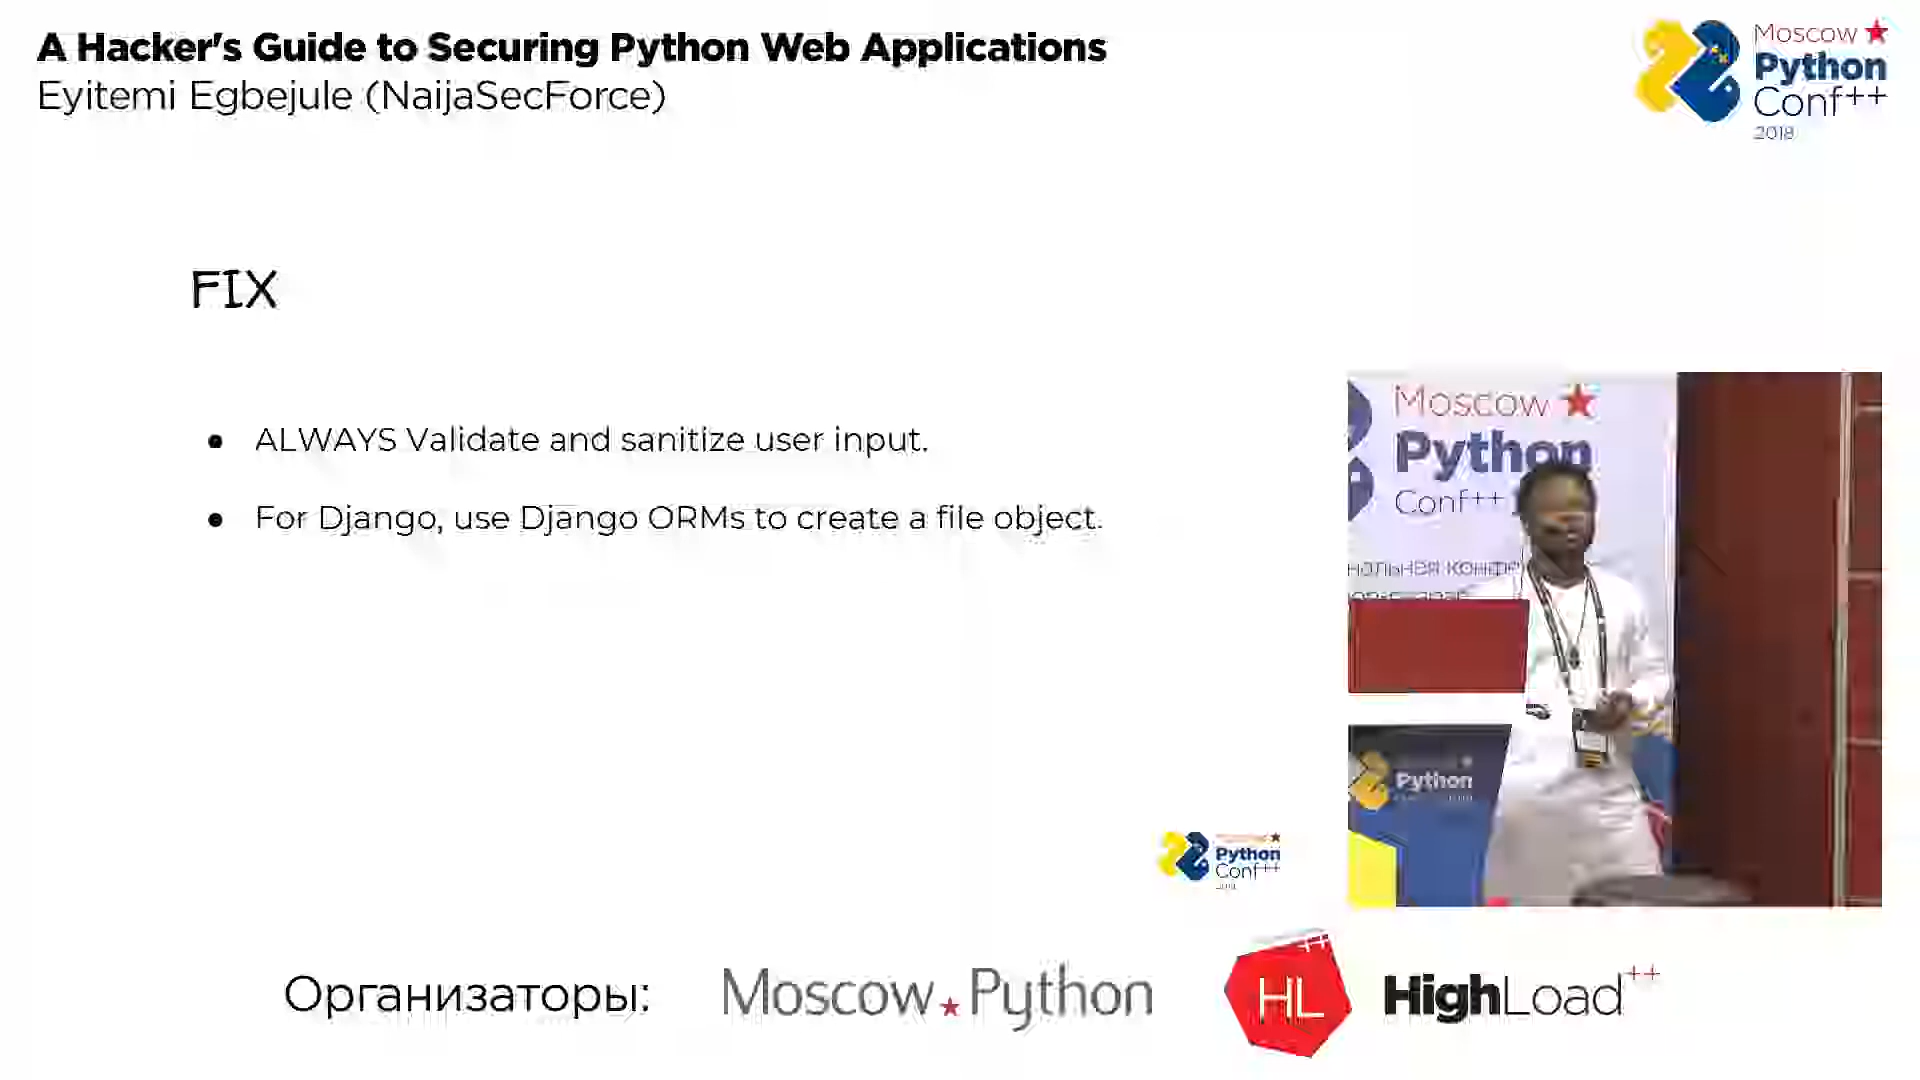 A Hacker's Guide to Securing Python Web Applications
Eyitemi Egbejule (NaijaSecForce)
Moscow
Python
Conf++
2018
FIX
● ALWAYS Validate and sanitize user input.
● For Django, use Django ORMs to create a file object.
Moscow
Python
Conf++
Python
Python
Conf++
Организаторы:
Moscow Python
HL++
HighLoad++